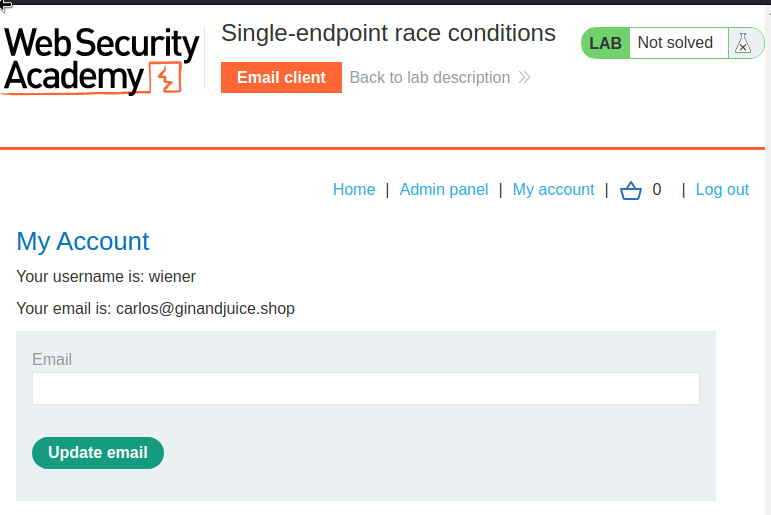 Web Security
Academy
Single-endpoint race conditions
LAB Not solved
Email client Back to lab description
Home | Admin panel | My account | 0 | Log out
My Account
Your username is: wiener
Your email is: carlos@ginandjuice.shop
Email
Update email